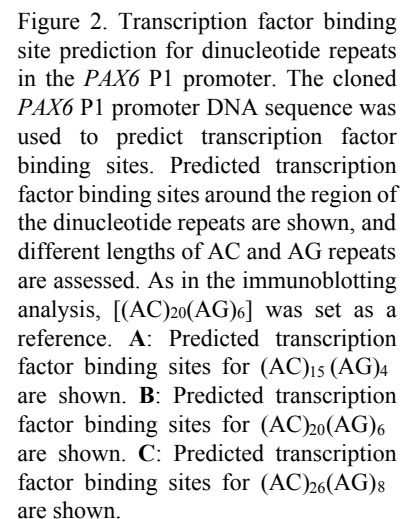 Figure 2. Transcription factor binding
site prediction for dinucleotide repeats
in the PAX6 P1 promoter. The cloned
PAX6 P1 promoter DNA sequence was
used to predict transcription factor
binding sites. Predicted transcription
factor binding sites around the region of
the dinucleotide repeats are shown, and
different lengths of AC and AG repeats
are assessed. As in the immunoblotting
analysis, [(AC)20(AG)6] was set as a
reference. A: Predicted transcription
factor binding sites for (AC)15 (AG)4
are shown. B: Predicted transcription
factor binding sites for (AC)20(AG)6
are shown. C: Predicted transcription
factor binding sites for (AC)26(AG)8
are shown.